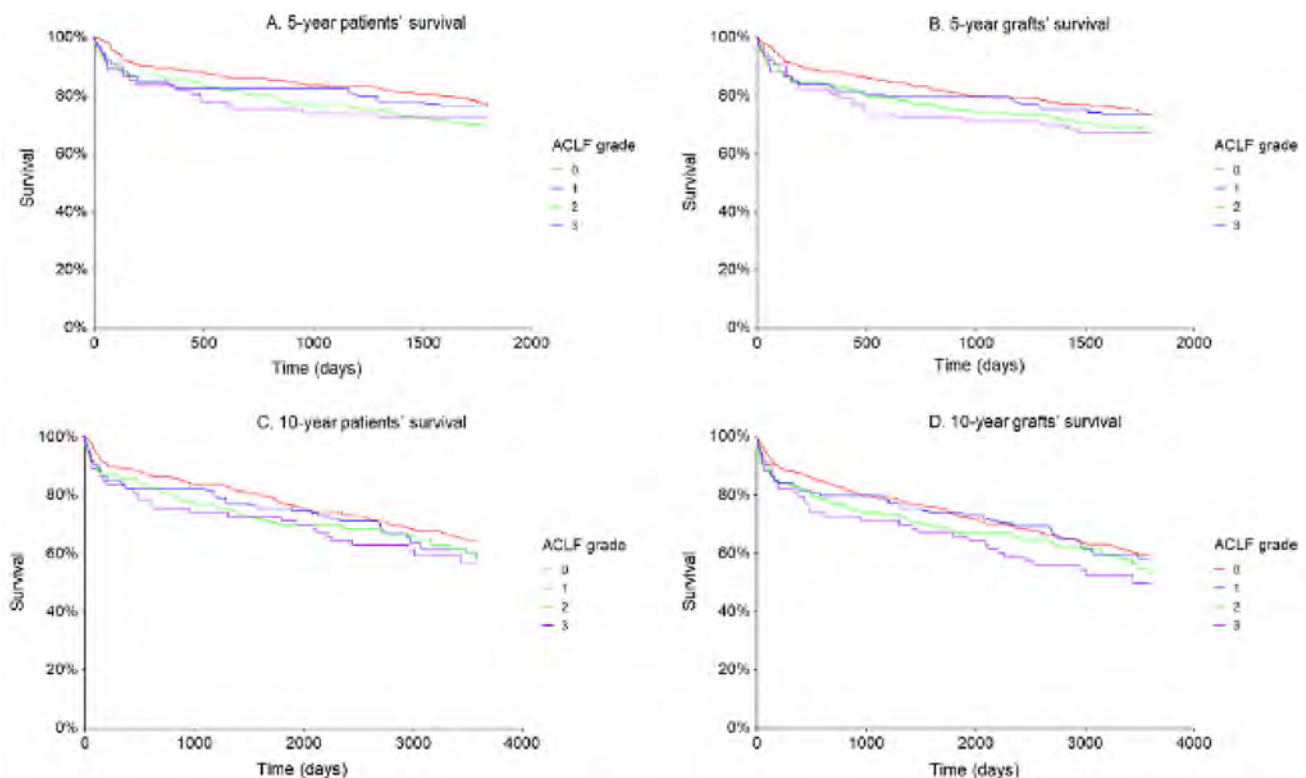 A. 5-year patients' survival
100%
80%
60%
40%
20%
0%
Survival
0 500 1000 1500 2000
Time (days)
ACLF grade
0
1
2
3
B. 5-year grafts' survival
100%
80%
60%
40%
20%
0%
Survival
0 500 1000 1500 2000
Time (days)
ACLF grade
0
1
2
3
C. 10-year patients' survival
100%
80%
60%
40%
20%
0%
Survival
0 1000 2000 3000 4000
Time (days)
ACLF grade
0
1
2
3
D. 10-year grafts' survival
100%
80%
60%
40%
20%
0%
Survival
0 1000 2000 3000 4000
Time (days)
ACLF grade
0
1
2
3